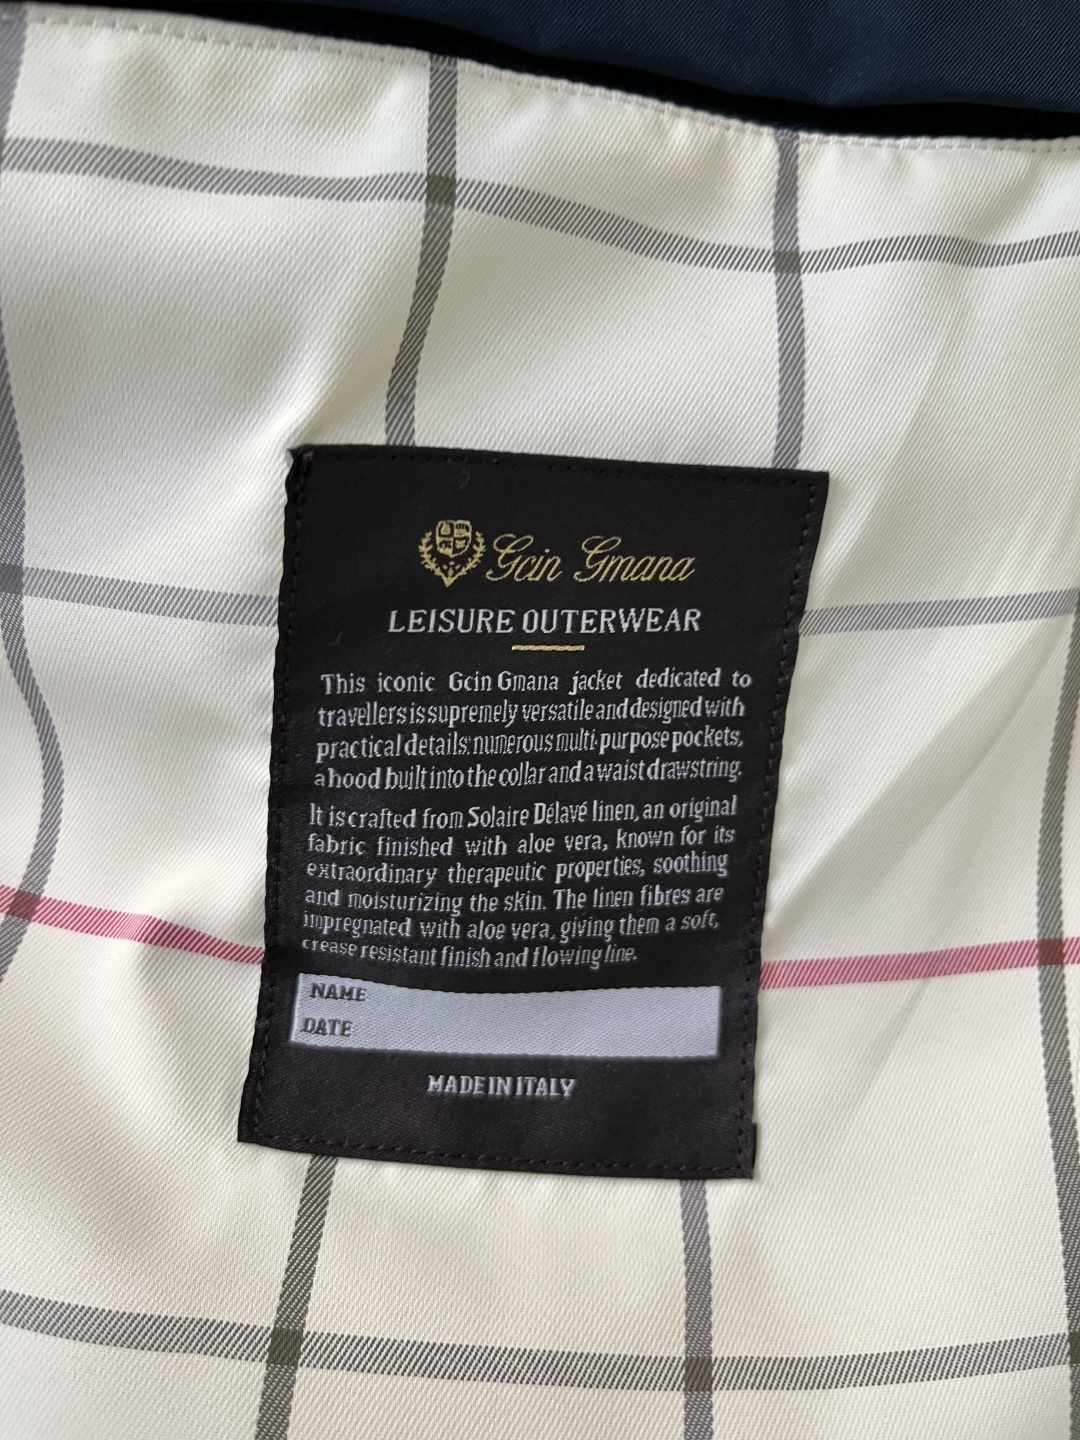 Gcin Gmana
LEISURE OUTERWEAR
This iconic Gcin Gmana jacket dedicated to
travellers is supremely versatile and designed with
practical details: numerous multi-purpose pockets,
a hood built into the collar and a waist drawstring.
It is crafted from Solaire Délavé linen, an original
fabric finished with aloe vera, known for its
extraordinary therapeutic properties, soothing
and moisturizing the skin. The linen fibres are
impregnated with aloe vera, giving them a soft,
crease resistant finish and flowing line.
NAME
DATE
MADE IN ITALY